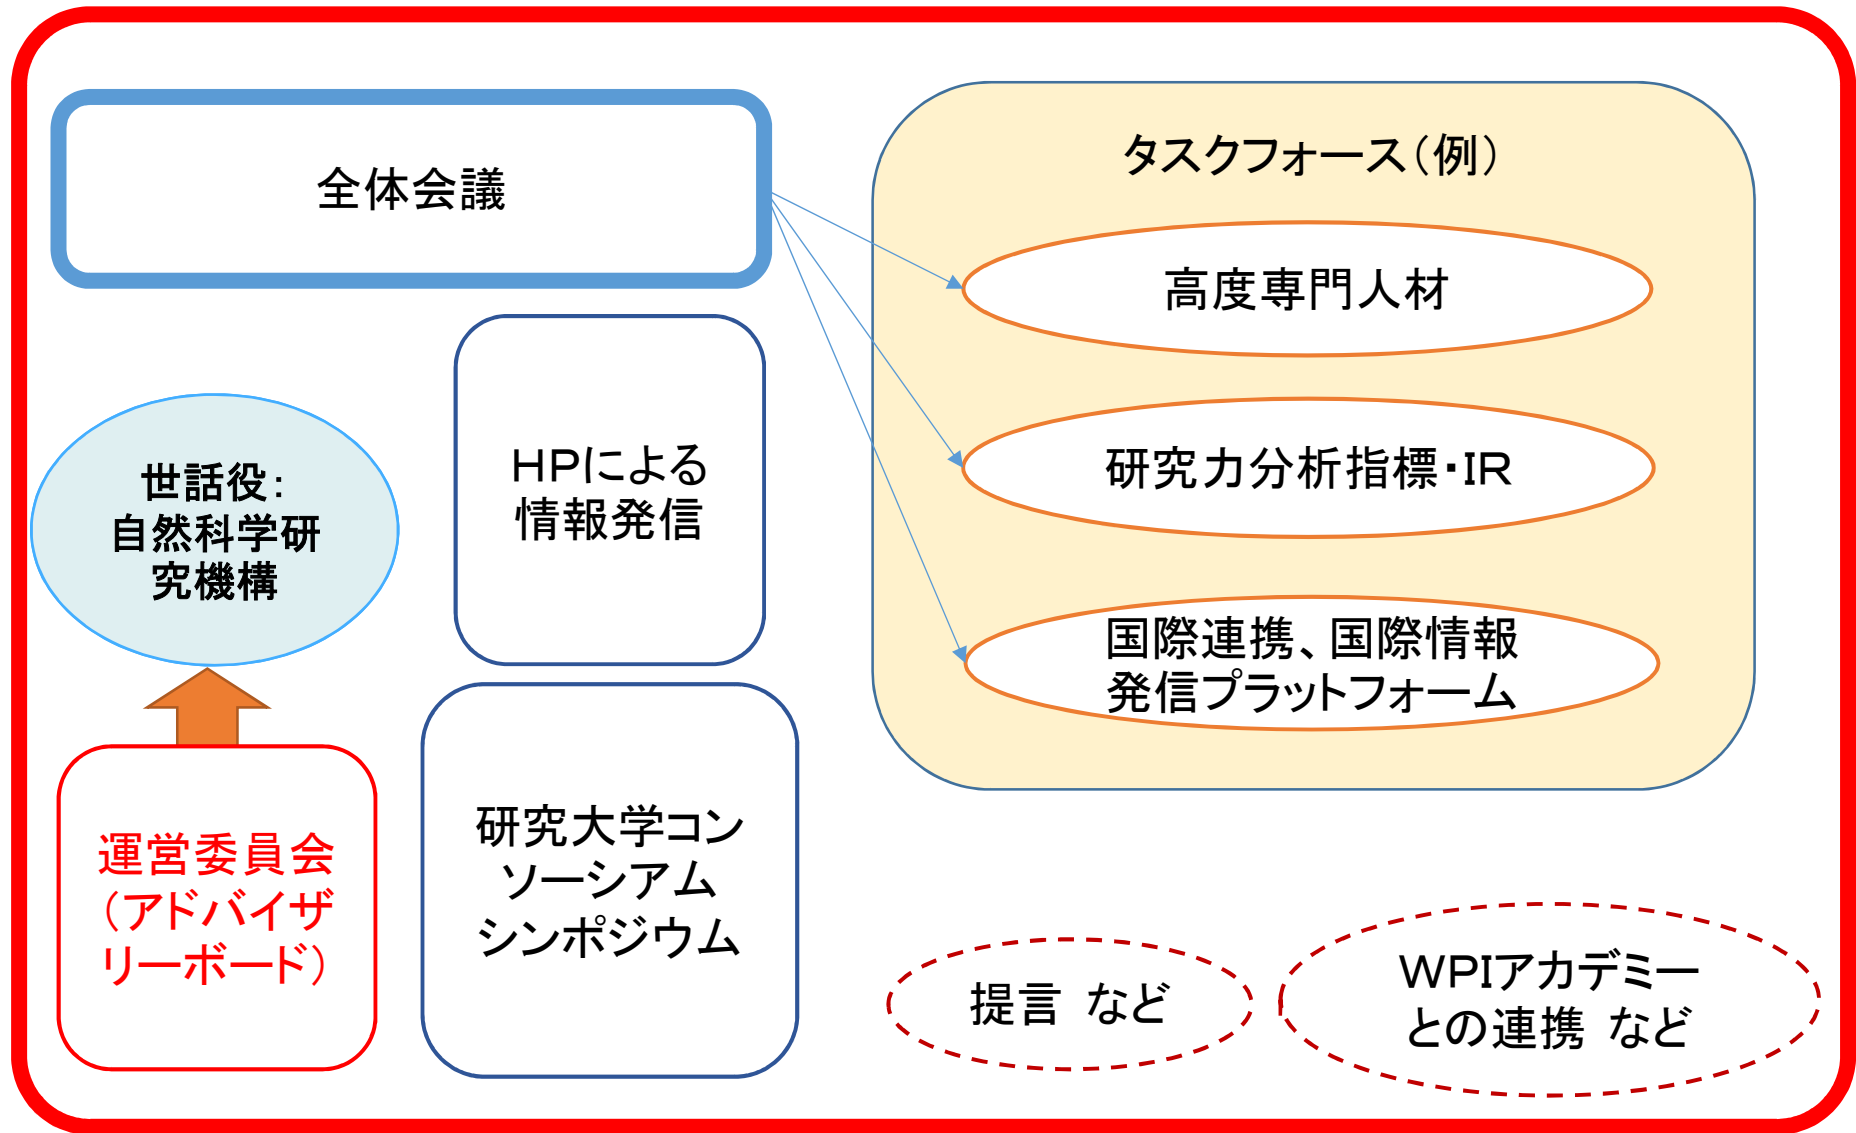 全体会議
タスクフォース（例）
高度専門人材
研究力分析指標・IR
国際連携、国際情報
発信プラットフォーム
HPによる
情報発信
世話役：
自然科学研
究機構
運営委員会
（アドバイザ
リーボード）
研究大学コン
ソーシアム
シンポジウム
提言 など
WPIアカデミー
との連携 など